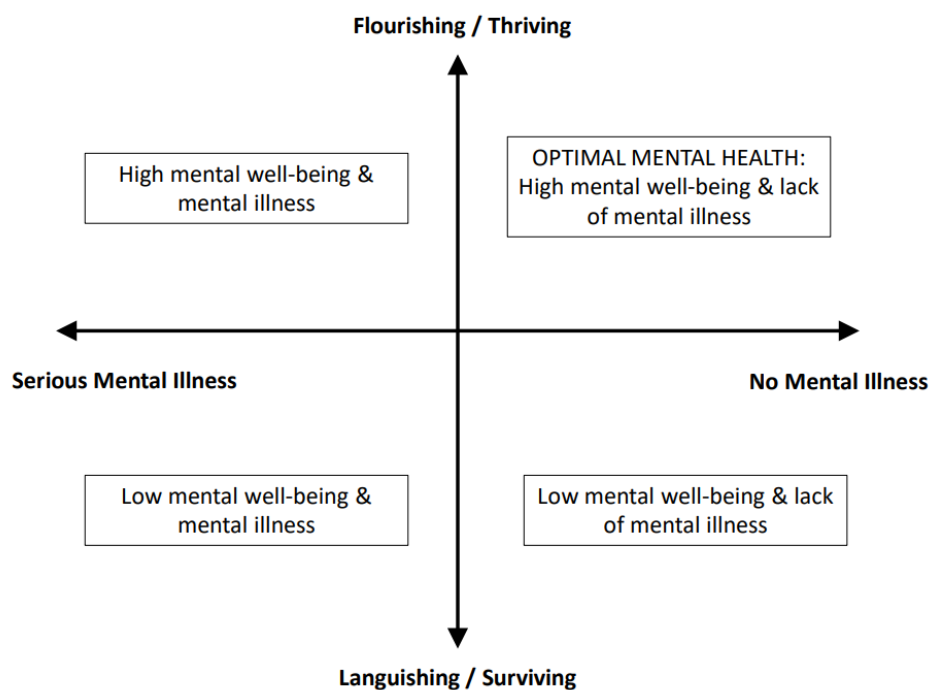 Flourishing / Thriving
High mental well-being &
mental illness
OPTIMAL MENTAL HEALTH:
High mental well-being & lack
of mental illness
Serious Mental Illness
No Mental Illness
Low mental well-being &
mental illness
Low mental well-being & lack
of mental illness
Languishing / Surviving